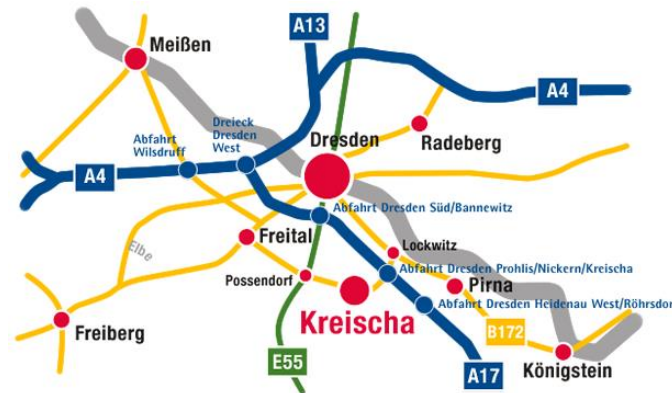 A13
Meißen
A4
Dreieck
Dresden
West
Abfahrt
Wilsdruff
Dresden
Radeberg
A4
Abfahrt Dresden Süd/Bannewitz
Elbe
Freital
Lockwitz
Possendorf
Abfahrt Dresden Prohlis/Nickern/Kreischa
Pirna
Abfahrt Dresden Heidenau West/Röhrsdor
Kreischa
Freiberg
B172
E55
A17
Königstein